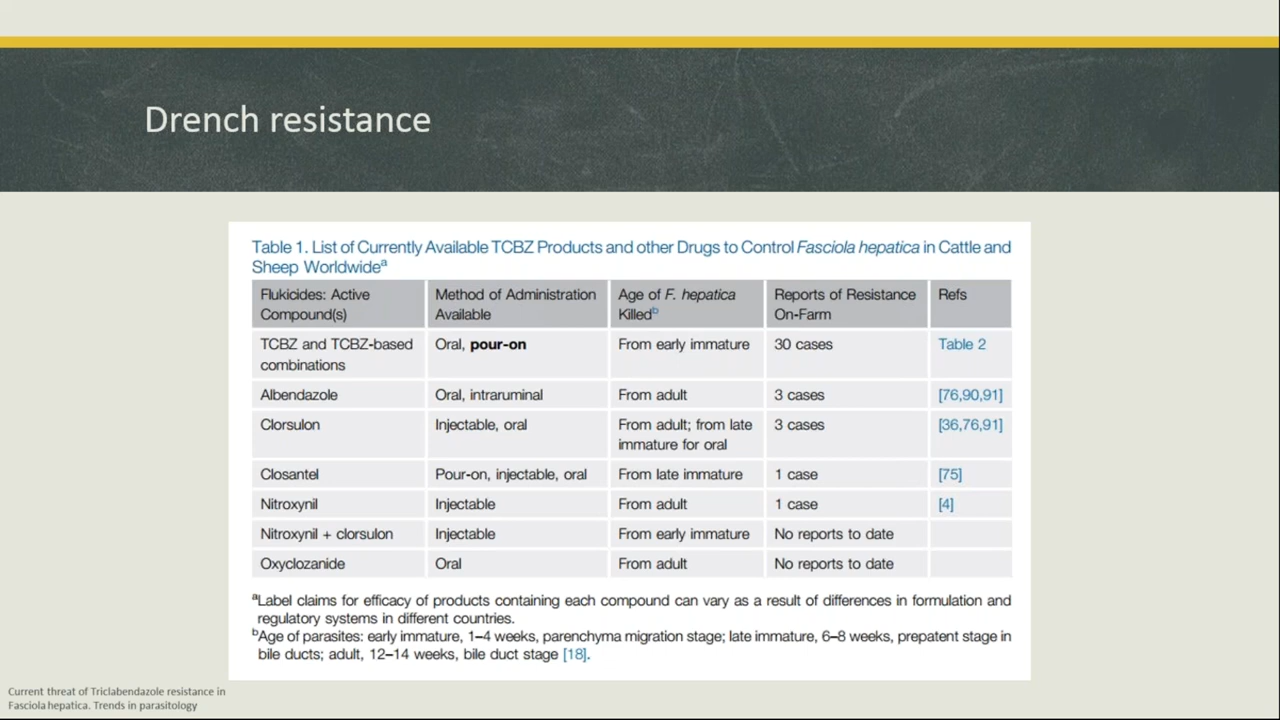 Drench resistance
Table 1. List of Currently Available TCBZ Products and other Drugs to Control Fasciola hepatica in Cattle and
Sheep Worldwideᵃ
Flukicides: Active Compound(s) Method of Administration Available Age of F. hepatica Killedᵇ Reports of Resistance On-Farm Refs
TCBZ and TCBZ-based combinations Oral, pour-on From early immature 30 cases Table 2
Albendazole Oral, intraruminal From adult 3 cases [76,90,91]
Clorsulon Injectable, oral From adult; from late immature for oral 3 cases [36,76,91]
Closantel Pour-on, injectable, oral From late immature 1 case [75]
Nitroxynil Injectable From adult 1 case [4]
Nitroxynil + clorsulon Injectable From early immature No reports to date
Oxyclozanide Oral From adult No reports to date
ᵃLabel claims for efficacy of products containing each compound can vary as a result of differences in formulation and
regulatory systems in different countries.
ᵇAge of parasites: early immature, 1–4 weeks, parenchyma migration stage; late immature, 6–8 weeks, prepatent stage in
bile ducts; adult, 12–14 weeks, bile duct stage [18].
Current threat of Triclabendazole resistance in
Fasciola hepatica. Trends in parasitology